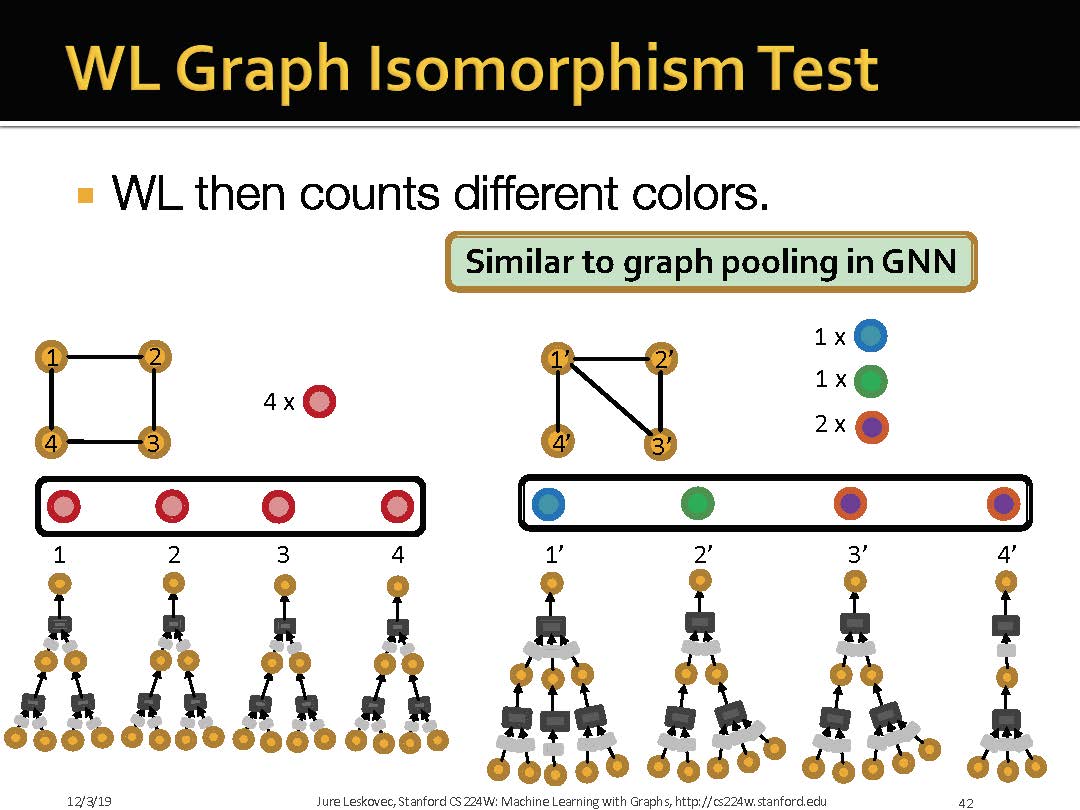 WL Graph Isomorphism Test
WL then counts different colors.
Similar to graph pooling in GNN
1 2
4 3
4 x
1’ 2’
4’ 3’
1 x
1 x
2 x
1 2 3 4
1’ 2’ 3’ 4’
12/3/19 Jure Leskovec, Stanford CS224W: Machine Learning with Graphs, http://cs224w.stanford.edu 42